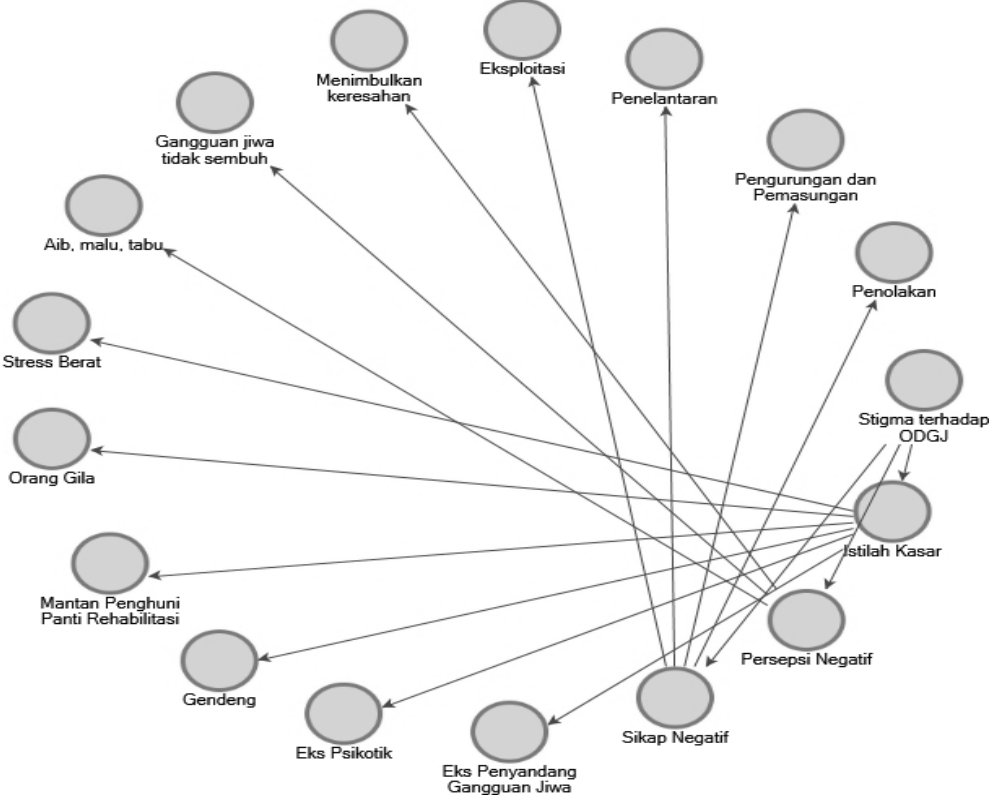 Menimbulkan
keresahan
Eksploitasi
Penelantaran
Gangguan jiwa
tidak sembuh
Pengurungan dan
Pemasungan
Aib, malu, tabu
Penolakan
Stress Berat
Stigma terhadap
ODGJ
Orang Gila
Istilah Kasar
Mantan Penghuni
Panti Rehabilitasi
Persepsi Negatif
Gendeng
Sikap Negatif
Eks Psikotik
Eks Penyandang
Gangguan Jiwa